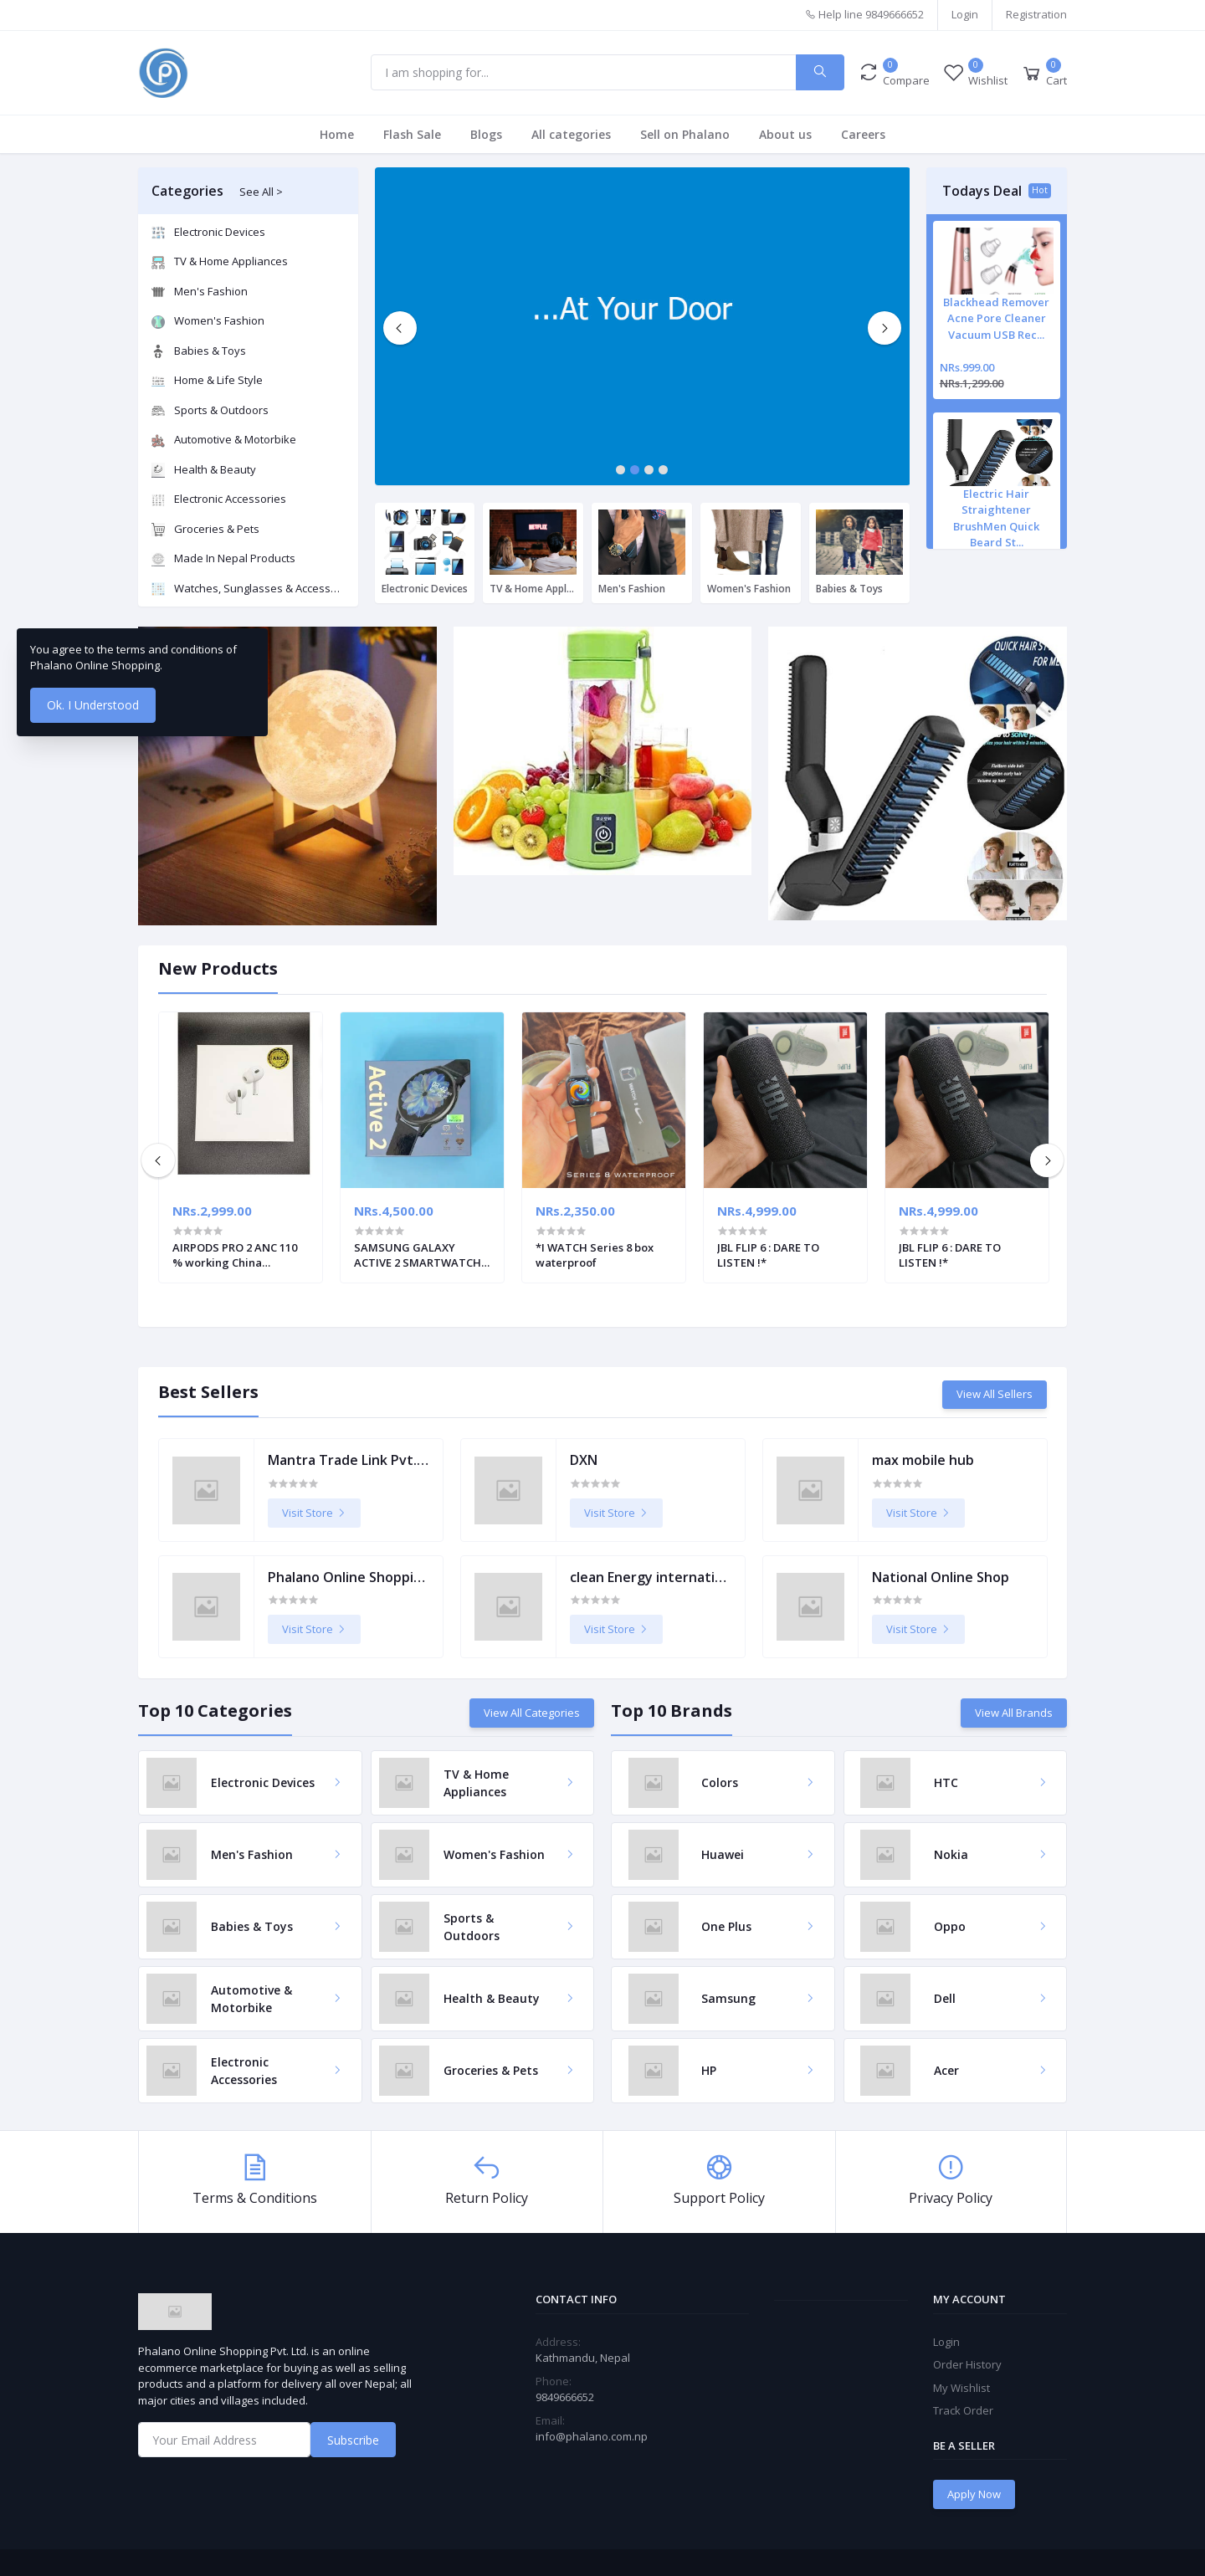 Help line 9849666652
Login
Registration
I am shopping for...
0
Compare
0
Wishlist
0
Cart
Home
Flash Sale
Blogs
All categories
Sell on Phalano
About us
Careers
Categories
See All >
Electronic Devices
TV & Home Appliances
Men's Fashion
Women's Fashion
Babies & Toys
Home & Life Style
Sports & Outdoors
Automotive & Motorbike
Health & Beauty
Electronic Accessories
Groceries & Pets
Made In Nepal Products
Watches, Sunglasses & Access...
...At Your Door
Electronic Devices
NETFLIX
TV & Home Appl...
Men's Fashion
Women's Fashion
Babies & Toys
Todays Deal
Hot
Blackhead Remover
Acne Pore Cleaner
Vacuum USB Rec...
NRs.999.00
NRs.1,299.00
Electric Hair
Straightener
BrushMen Quick
Beard St...
You agree to the terms and conditions of
Phalano Online Shopping.
Ok. I Understood
QUICK HAIR ST
FOR ME
New Products
NRs.2,999.00
AIRPODS PRO 2 ANC 110
% working China...
Active 2
NRs.4,500.00
SAMSUNG GALAXY
ACTIVE 2 SMARTWATCH...
SERIES 8 WATERPROOF
NRs.2,350.00
*I WATCH Series 8 box
waterproof
JBL
NRs.4,999.00
JBL FLIP 6 : DARE TO
LISTEN !*
JBL
NRs.4,999.00
JBL FLIP 6 : DARE TO
LISTEN !*
Best Sellers
View All Sellers
Mantra Trade Link Pvt....
Visit Store
DXN
Visit Store
max mobile hub
Visit Store
Phalano Online Shoppi...
Visit Store
clean Energy internati...
Visit Store
National Online Shop
Visit Store
Top 10 Categories
View All Categories
Electronic Devices
TV & Home
Appliances
Men's Fashion
Women's Fashion
Babies & Toys
Sports &
Outdoors
Automotive &
Motorbike
Health & Beauty
Electronic
Accessories
Groceries & Pets
Top 10 Brands
View All Brands
Colors
HTC
Huawei
Nokia
One Plus
Oppo
Samsung
Dell
HP
Acer
Terms & Conditions
Return Policy
Support Policy
Privacy Policy
Phalano Online Shopping Pvt. Ltd. is an online
ecommerce marketplace for buying as well as selling
products and a platform for delivery all over Nepal; all
major cities and villages included.
Your Email Address
Subscribe
CONTACT INFO
Address:
Kathmandu, Nepal
Phone:
9849666652
Email:
info@phalano.com.np
MY ACCOUNT
Login
Order History
My Wishlist
Track Order
BE A SELLER
Apply Now